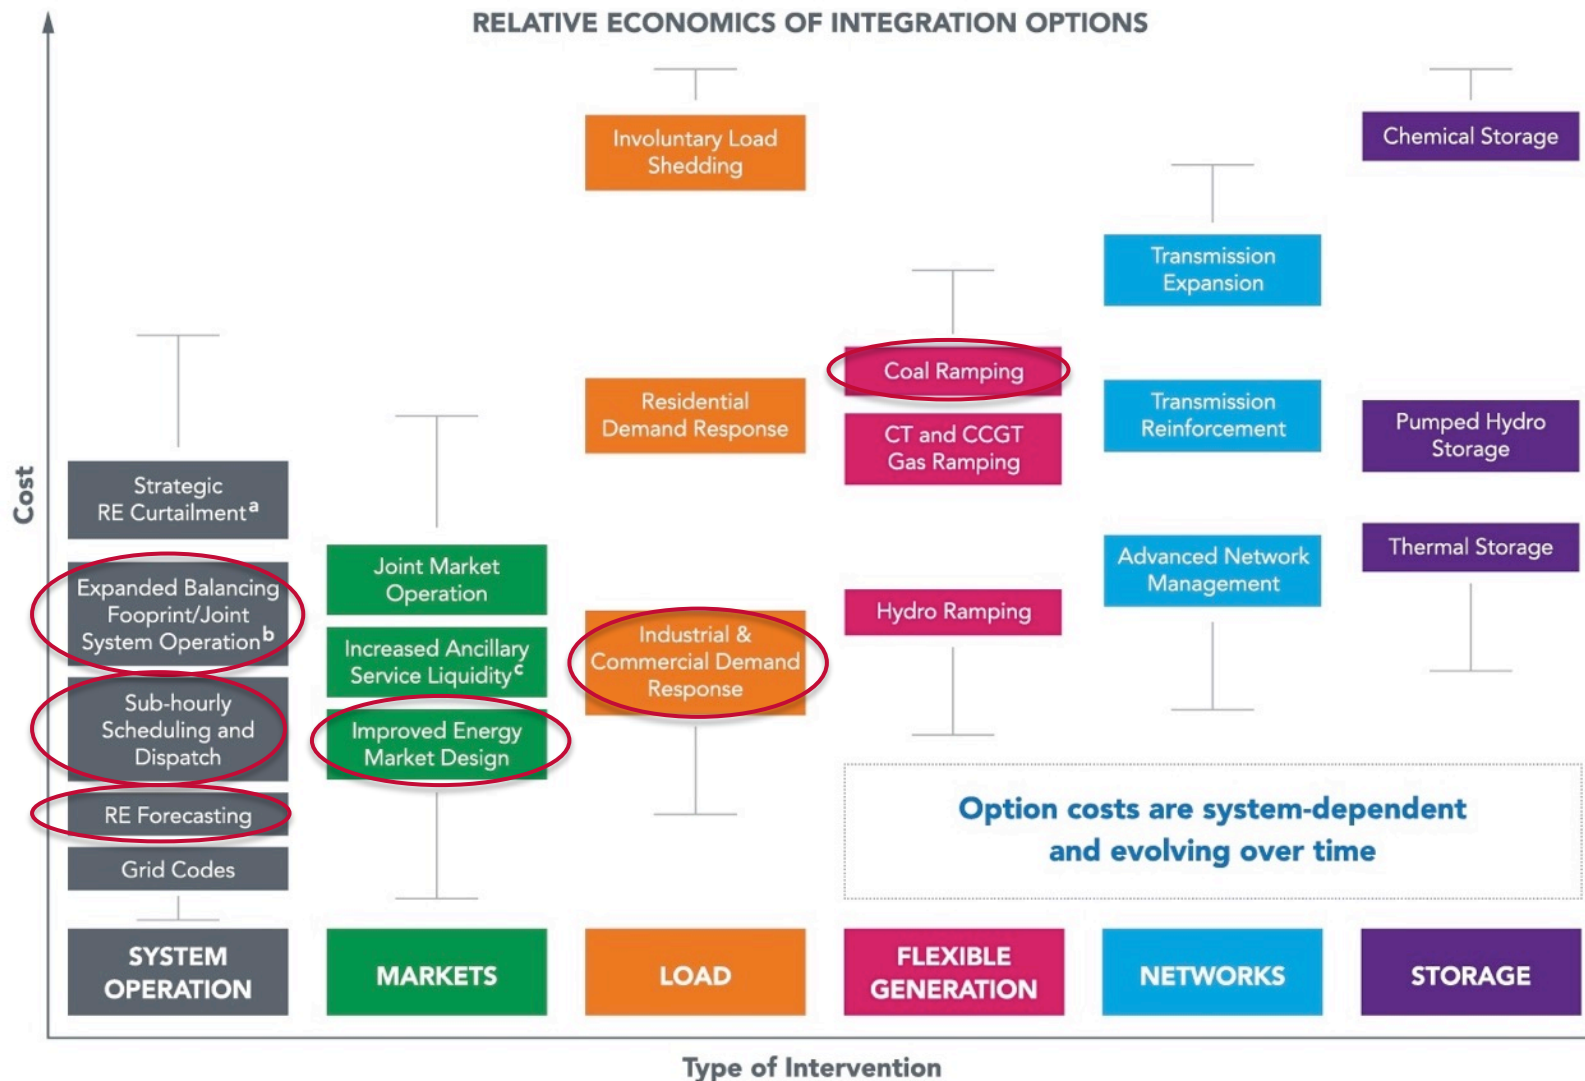 RELATIVE ECONOMICS OF INTEGRATION OPTIONS
Cost
Strategic
RE Curtailment a
Expanded Balancing
Fooprint/Joint
System Operation b
Sub-hourly
Scheduling and
Dispatch
RE Forecasting
Grid Codes
SYSTEM
OPERATION
Joint Market
Operation
Increased Ancillary
Service Liquidity c
Improved Energy
Market Design
MARKETS
Involuntary Load
Shedding
Residential
Demand Response
Industrial &
Commercial Demand
Response
LOAD
Coal Ramping
CT and CCGT
Gas Ramping
Hydro Ramping
FLEXIBLE
GENERATION
Transmission
Expansion
Transmission
Reinforcement
Advanced Network
Management
NETWORKS
Chemical Storage
Pumped Hydro
Storage
Thermal Storage
STORAGE
Option costs are system-dependent
and evolving over time
Type of Intervention